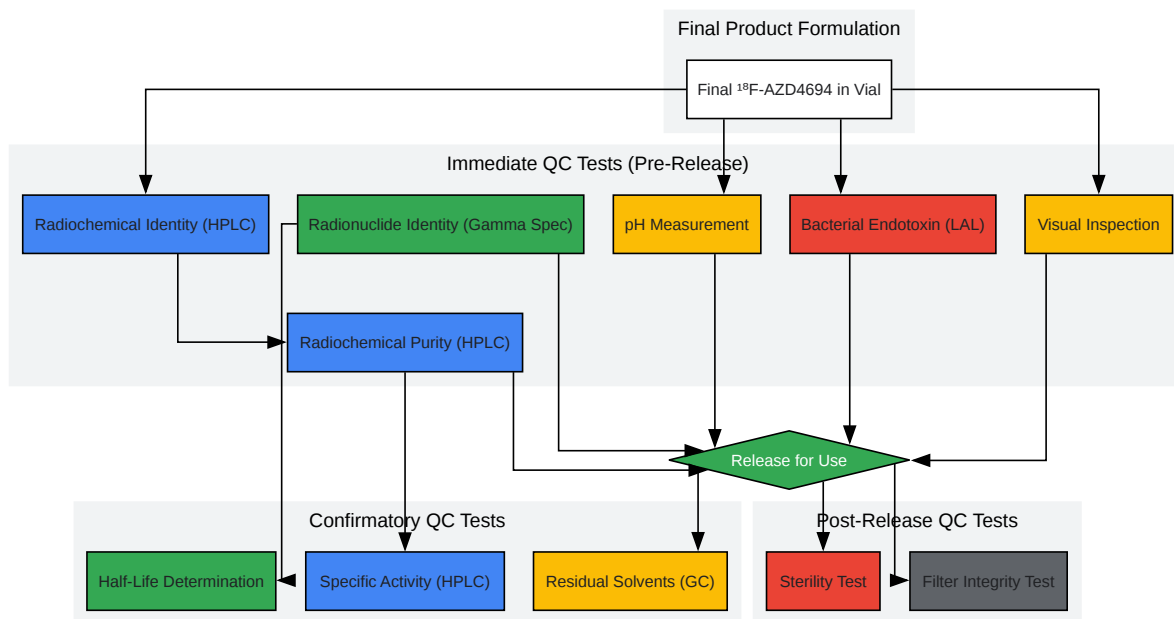 Final Product Formulation
Final ¹⁸F-AZD4694 in Vial
Immediate QC Tests (Pre-Release)
Radiochemical Identity (HPLC)
Radionuclide Identity (Gamma Spec)
pH Measurement
Bacterial Endotoxin (LAL)
Visual Inspection
Radiochemical Purity (HPLC)
Release for Use
Confirmatory QC Tests
Post-Release QC Tests
Half-Life Determination
Specific Activity (HPLC)
Residual Solvents (GC)
Sterility Test
Filter Integrity Test